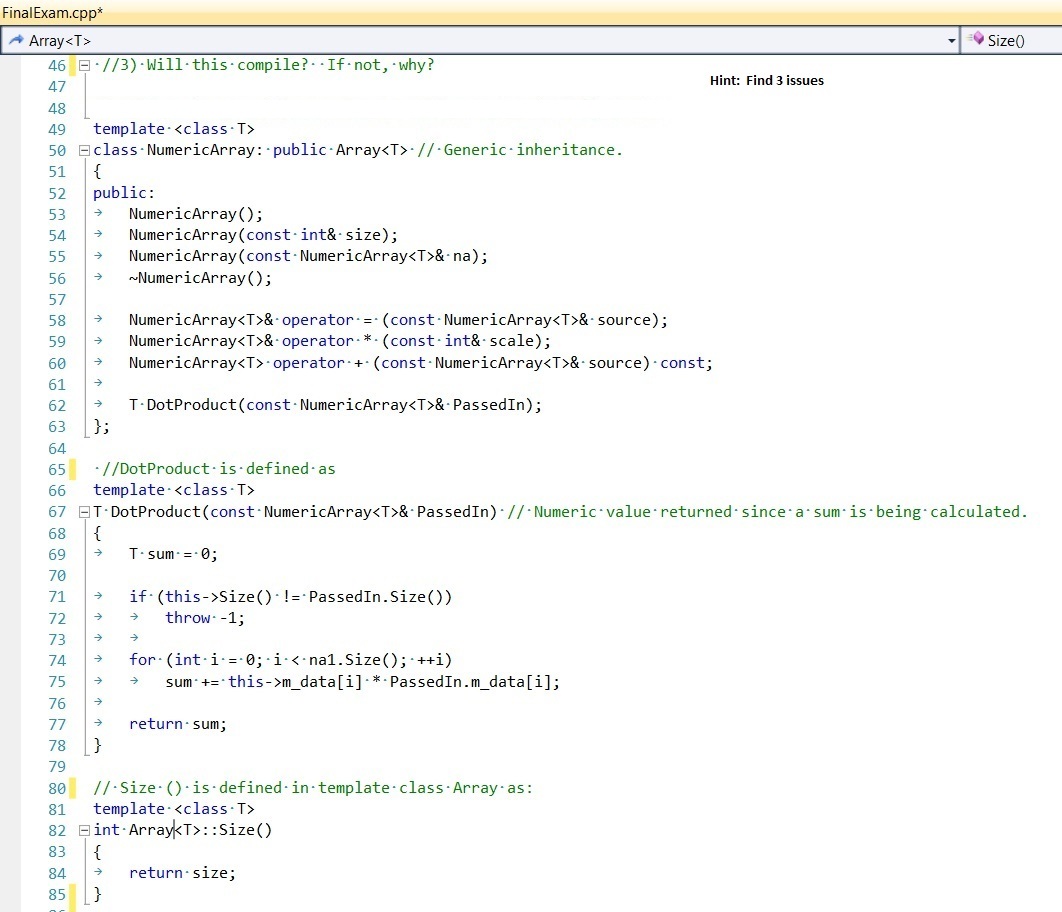 FinalExam.cpp*
Array<T> Size()
46 //3) Will this compile?  If not, why?
Hint: Find 3 issues
47
48
49 template <class T>
50 class NumericArray: public Array<T> // Generic inheritance.
51 {
52 public:
53 NumericArray();
54 NumericArray(const int& size);
55 NumericArray(const NumericArray<T>& na);
56 ~NumericArray();
57
58 NumericArray<T>& operator = (const NumericArray<T>& source);
59 NumericArray<T>& operator * (const int& scale);
60 NumericArray<T> operator + (const NumericArray<T>& source) const;
61
62 T DotProduct(const NumericArray<T>& PassedIn);
63 };
64
65 //DotProduct is defined as
66 template <class T>
67 T DotProduct(const NumericArray<T>& PassedIn) // Numeric value returned since a sum is being calculated.
68 {
69 T sum = 0;
70
71 if (this->Size() != PassedIn.Size())
72 throw -1;
73
74 for (int i = 0; i < na1.Size(); ++i)
75 sum += this->m_data[i] * PassedIn.m_data[i];
76
77 return sum;
78 }
79
80 // Size () is defined in template class Array as:
81 template <class T>
82 int Array<T>::Size()
83 {
84 return size;
85 }